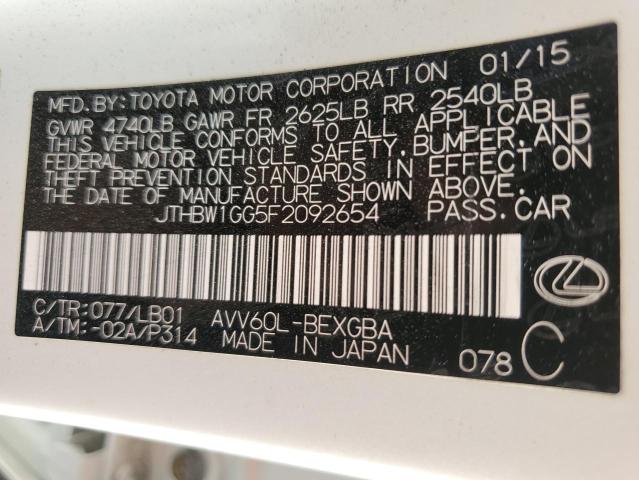 MFD. BY: TOYOTA MOTOR CORPORATION 01/15
GVWR 4740LB GAWR FR 2625LB RR 2540LB
THIS VEHICLE CONFORMS TO ALL APPLICABLE
FEDERAL MOTOR VEHICLE SAFETY, BUMPER, AND
THEFT PREVENTION STANDARDS IN EFFECT ON
THE DATE OF MANUFACTURE SHOWN ABOVE.
JTHBW1GG5F2092654 PASS.CAR
C/TR:077/LB01 AVV60L-BEXGBA
A/TM:-02A/P314 MADE IN JAPAN 078 C